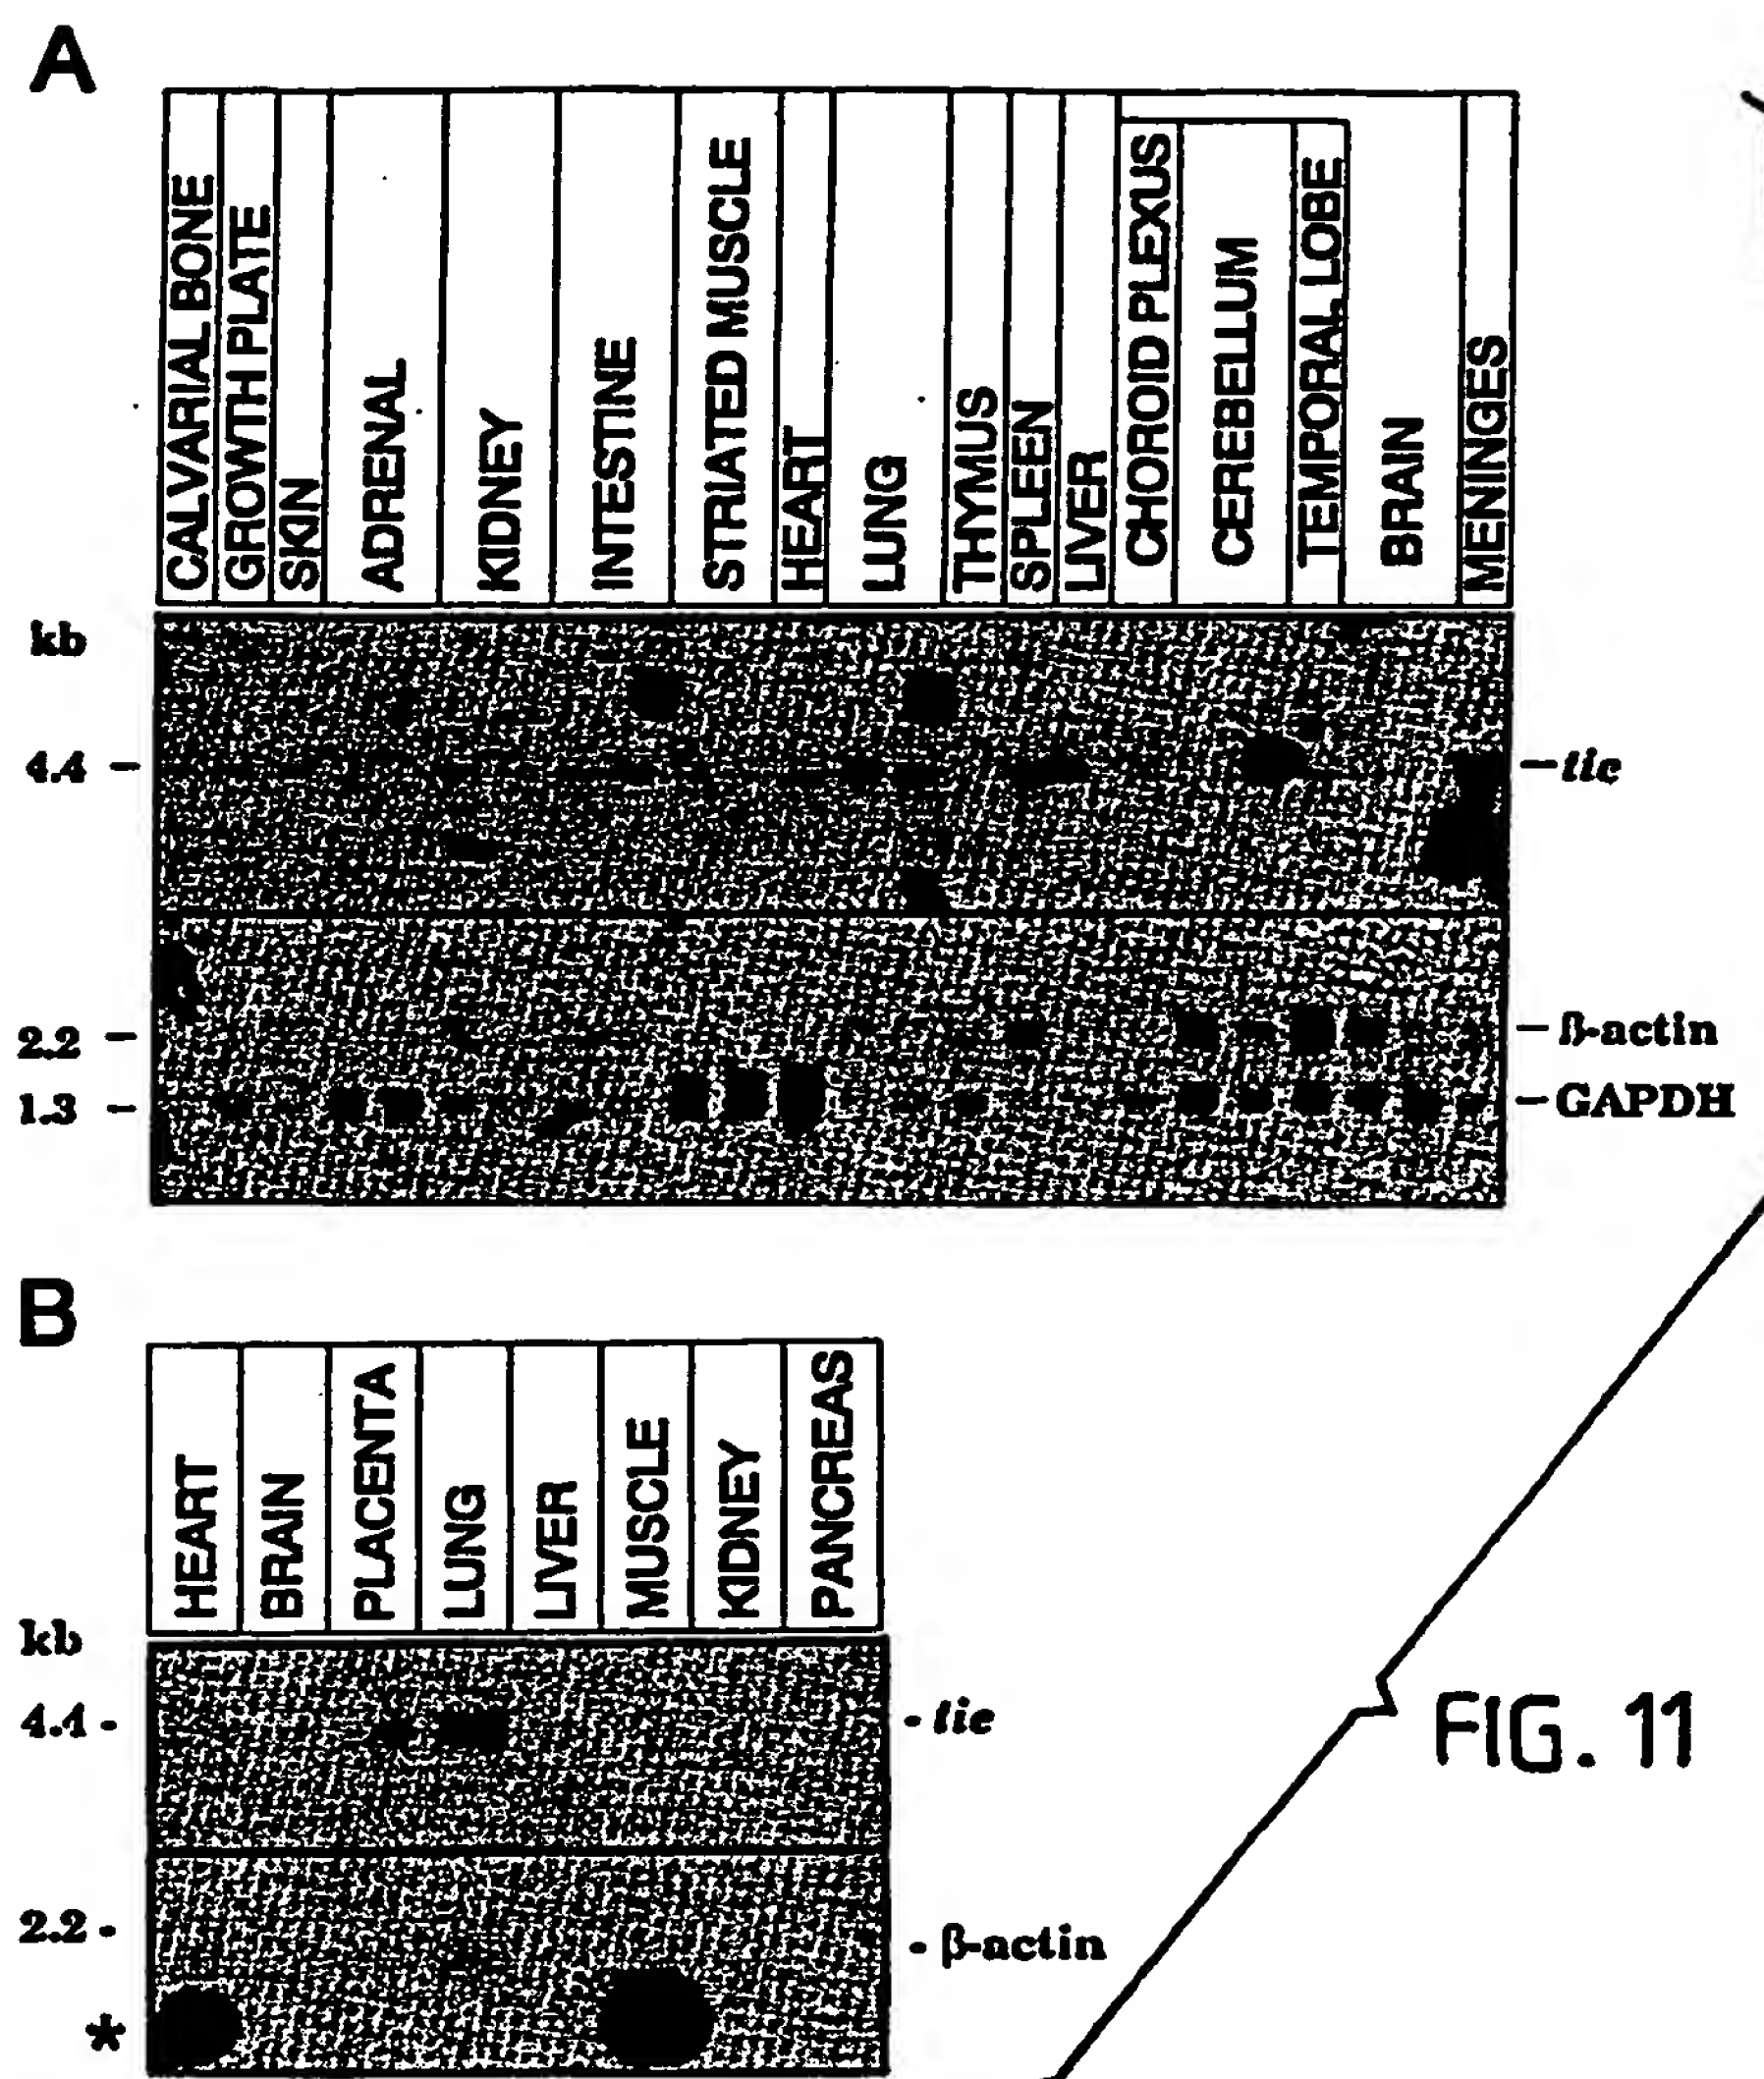 A
CALVARIAL BONE
GROWTH PLATE
SKIN
ADRENAL
KIDNEY
INTESTINE
STRIATED MUSCLE
HEART
LUNG
THYMUS
SPLEEN
LIVER
CHOROID PLEXUS
CEREBELLUM
TEMPORAL LOBE
BRAIN
MENINGES
kb
4.4 – – tie
2.2 – – β-actin
1.3 – – GAPDH
B
HEART
BRAIN
PLACENTA
LUNG
LIVER
MUSCLE
KIDNEY
PANCREAS
kb
4.4 - - tie
2.2 - - β-actin
*
FIG. 11